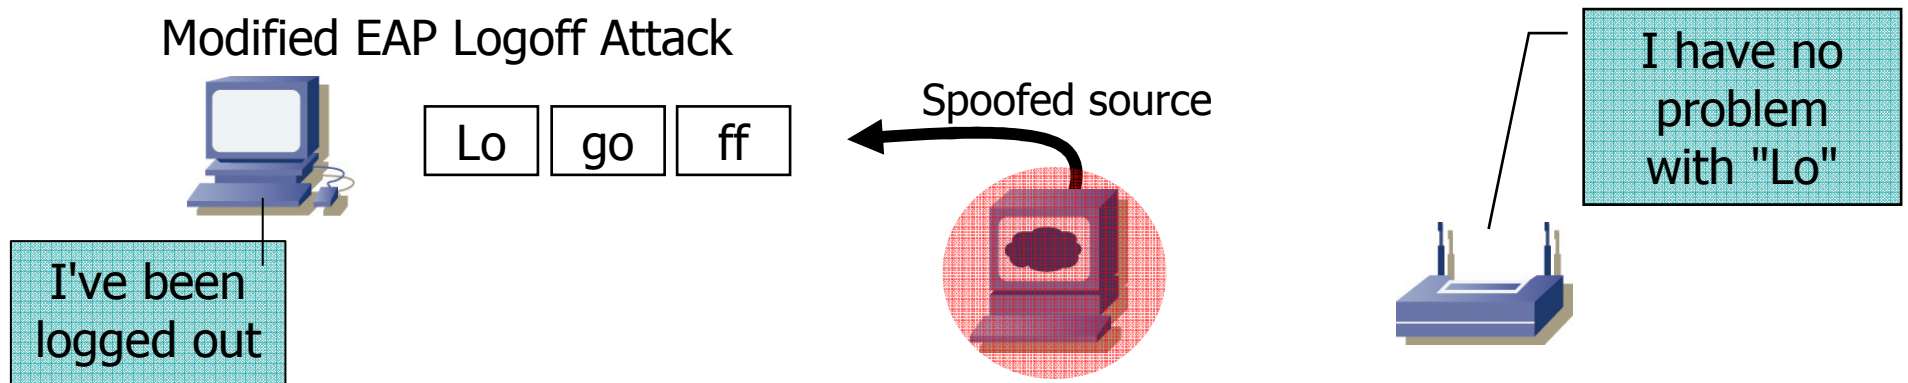 Modified EAP Logoff Attack
Lo go ff
Spoofed source
I have no
problem
with "Lo"
I've been
logged out